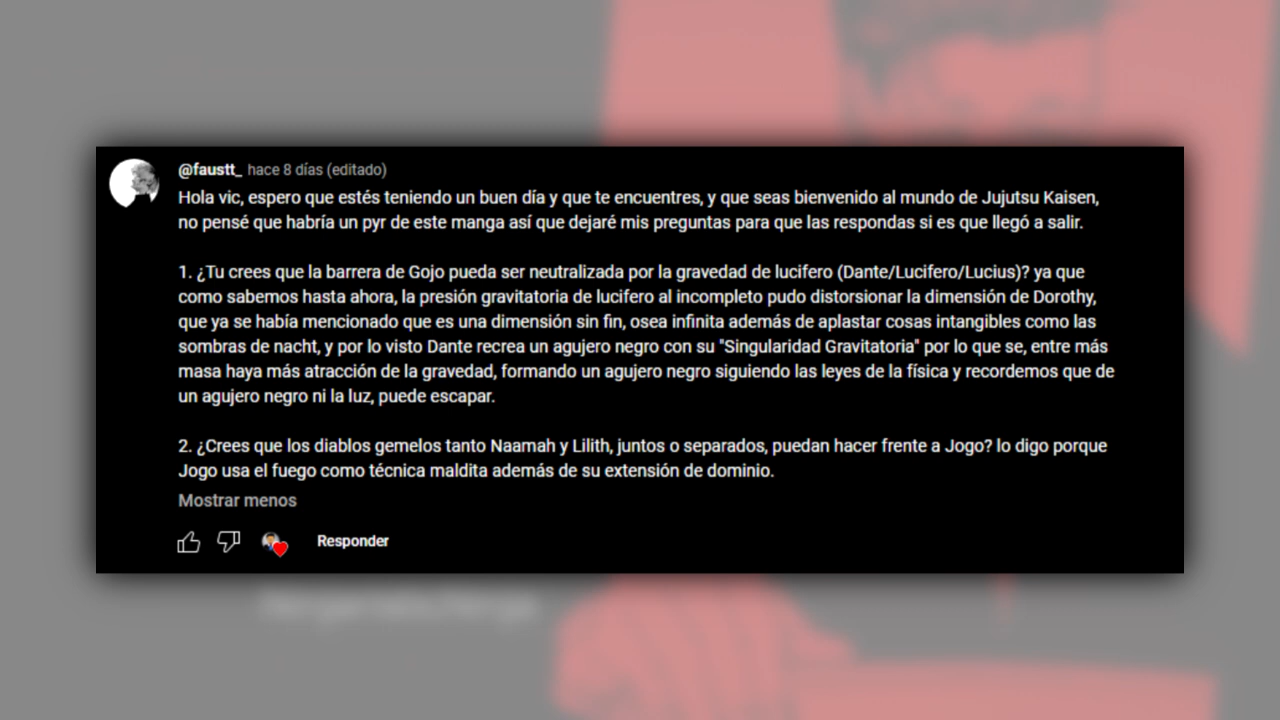 @faustt_ hace 8 días (editado)
Hola vic, espero que estés teniendo un buen día y que te encuentres, y que seas bienvenido al mundo de Jujutsu Kaisen,
no pensé que habría un pyr de este manga así que dejaré mis preguntas para que las respondas si es que llegó a salir.
1. ¿Tu crees que la barrera de Gojo pueda ser neutralizada por la gravedad de lucifero (Dante/Lucifero/Lucius)? ya que
como sabemos hasta ahora, la presión gravitatoria de lucifero al incompleto pudo distorsionar la dimensión de Dorothy,
que ya se había mencionado que es una dimensión sin fin, osea infinita además de aplastar cosas intangibles como las
sombras de nacht, y por lo visto Dante recrea un agujero negro con su "Singularidad Gravitatoria" por lo que se, entre más
masa haya más atracción de la gravedad, formando un agujero negro siguiendo las leyes de la física y recordemos que de
un agujero negro ni la luz, puede escapar.
2. ¿Crees que los diablos gemelos tanto Naamah y Lilith, juntos o separados, puedan hacer frente a Jogo? lo digo porque
Jogo usa el fuego como técnica maldita además de su extensión de dominio.
Mostrar menos
Responder